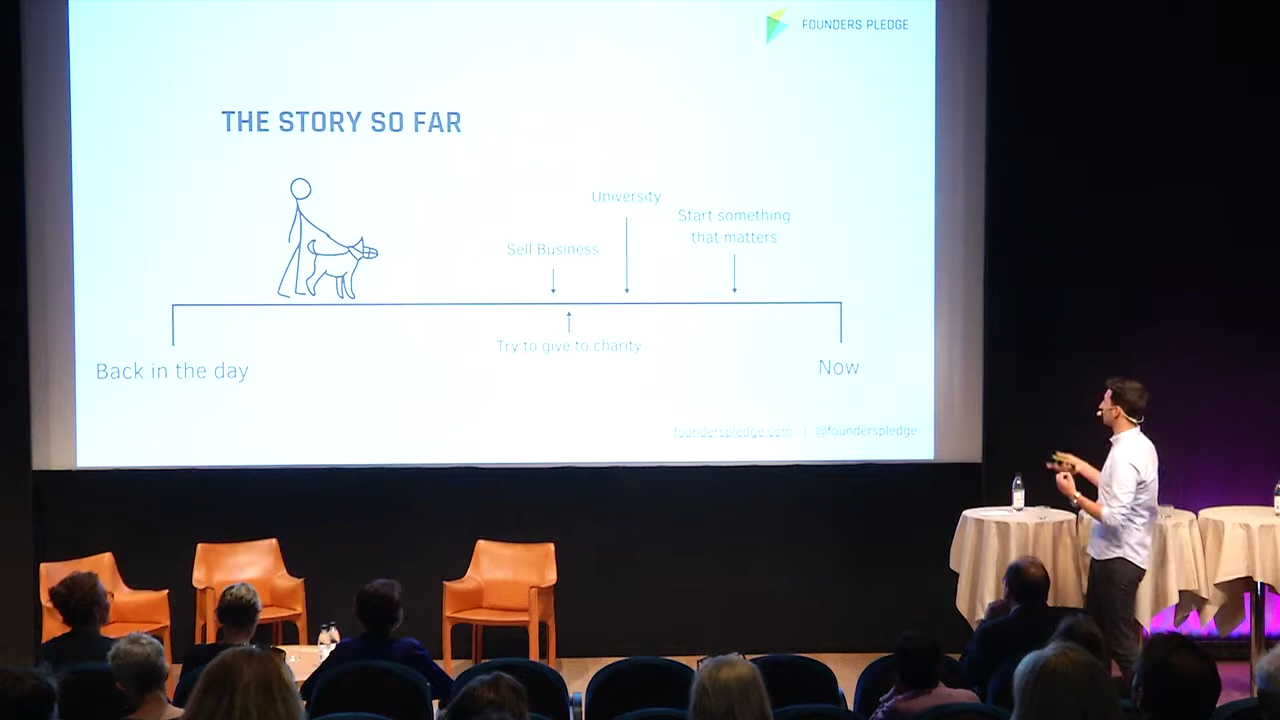 FOUNDERS PLEDGE
THE STORY SO FAR
University
Start something
that matters
Sell Business
Try to give to charity
Back in the day
Now
founderspledge.com | @founderspledge